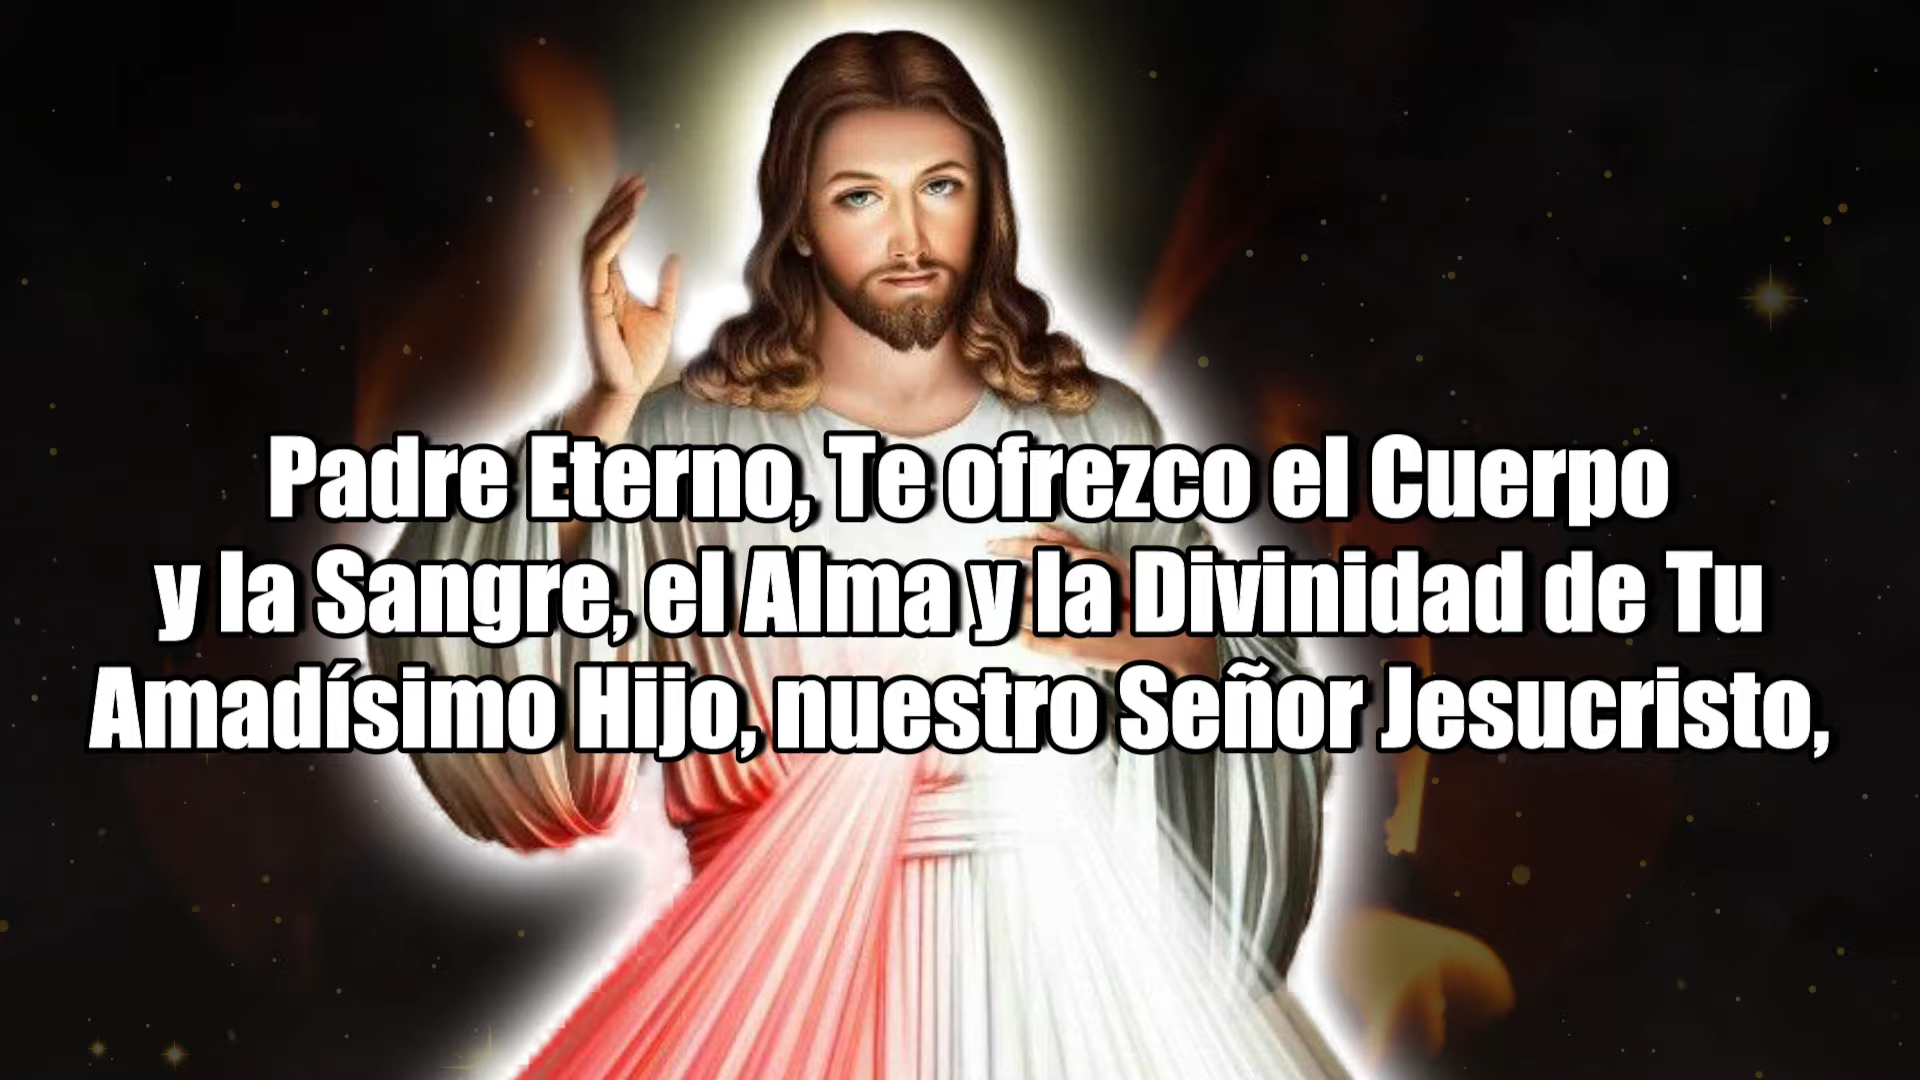 Padre Eterno, Te ofrezco el Cuerpo
y la Sangre, el Alma y la Divinidad de Tu
Amadísimo Hijo, nuestro Señor Jesucristo,